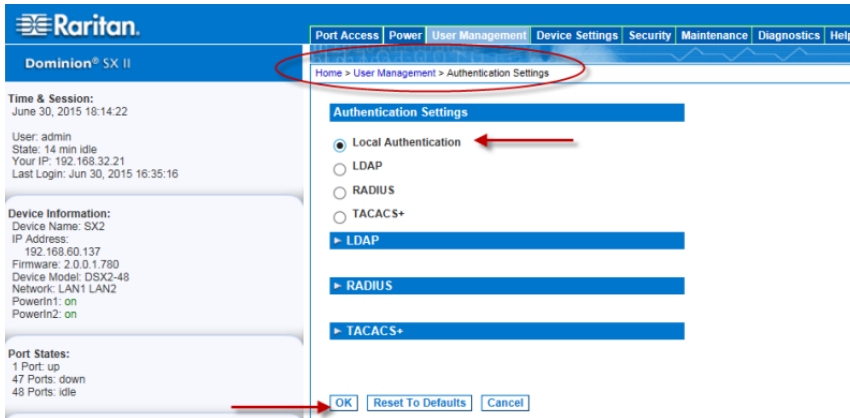 Raritan.
Dominion® SX II
Port Access Power User Management Device Settings Security Maintenance Diagnostics Help
Home > User Management > Authentication Settings
Time & Session:
June 30, 2015 18:14:22
User: admin
State: 14 min idle
Your IP: 192.168.32.21
Last Login: Jun 30, 2015 16:35:16
Device Information:
Device Name: SX2
IP Address:
192.168.60.137
Firmware: 2.0.0.1.780
Device Model: DSX2-48
Network: LAN1 LAN2
PowerIn1: on
PowerIn2: on
Port States:
1 Port: up
47 Ports: down
48 Ports: idle
Authentication Settings
Local Authentication
LDAP
RADIUS
TACACS+
► LDAP
► RADIUS
► TACACS+
OK Reset To Defaults Cancel